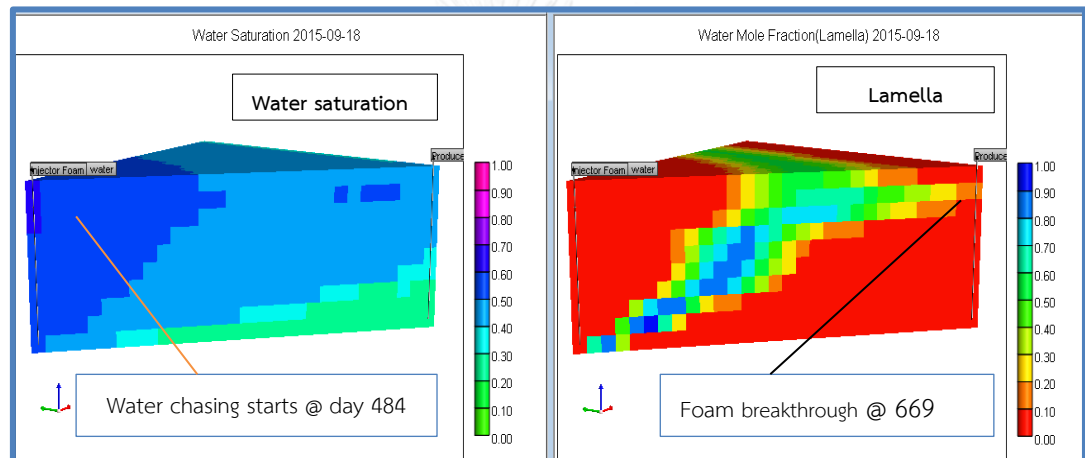 Water Saturation 2015-09-18
Water saturation
Injector Foam water
Produce
1.00
0.90
0.80
0.70
0.60
0.50
0.40
0.30
0.20
0.10
0.00
Water chasing starts @ day 484
Water Mole Fraction(Lamella) 2015-09-18
Lamella
Injector Foam water
Produce
1.00
0.90
0.80
0.70
0.60
0.50
0.40
0.30
0.20
0.10
0.00
Foam breakthrough @ 669